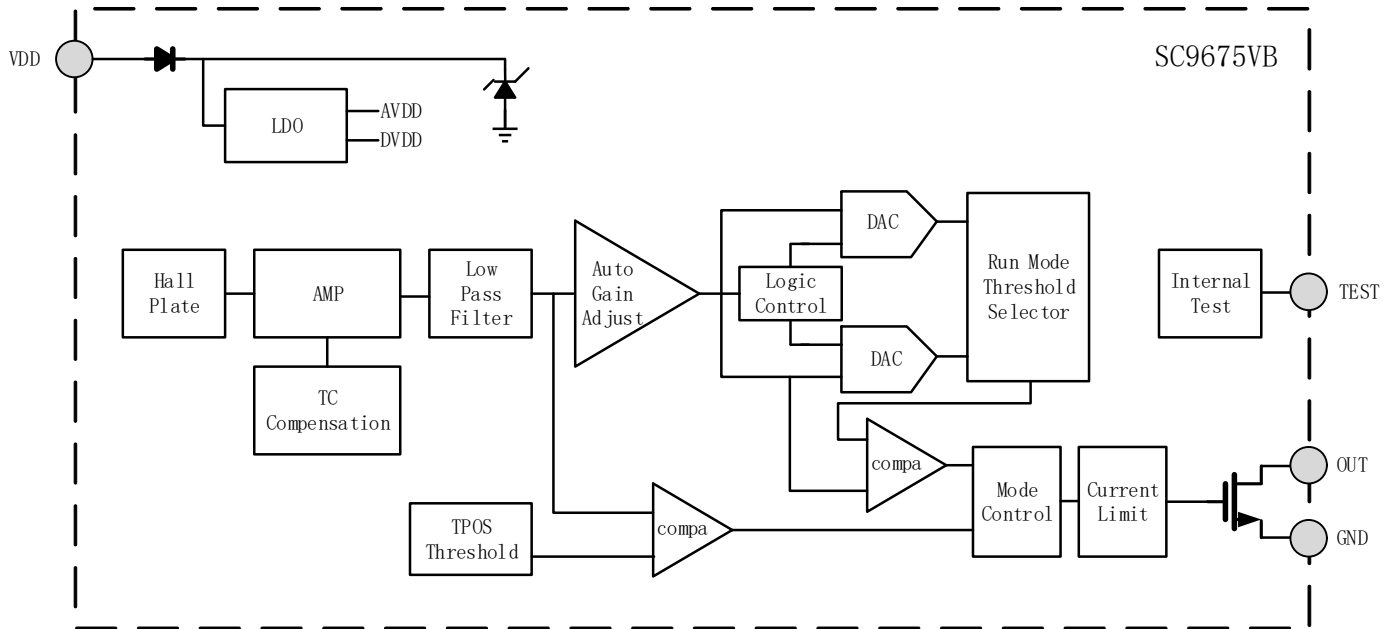 VDD
SC9675VB
LDO
AVDD
DVDD
DAC
Hall
Plate
AMP
Low
Pass
Filter
Auto
Gain
Adjust
Logic
Control
Run Mode
Threshold
Selector
Internal
Test
TEST
DAC
TC
Compensation
compa
OUT
Mode
Control
Current
Limit
TPOS
Threshold
compa
GND